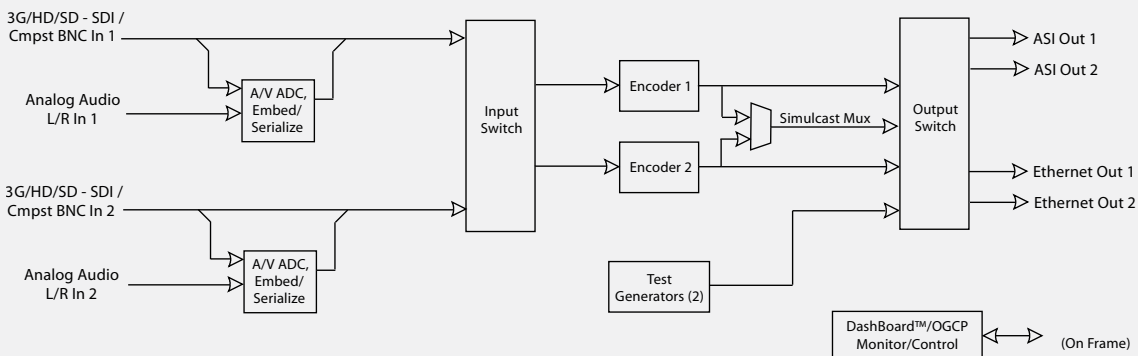 3G/HD/SD - SDI /
Cmpst BNC In 1
Analog Audio
L/R In 1
A/V ADC,
Embed/
Serialize
3G/HD/SD - SDI /
Cmpst BNC In 2
Analog Audio
L/R In 2
A/V ADC,
Embed/
Serialize
Input
Switch
Encoder 1
Simulcast Mux
Encoder 2
Test
Generators (2)
Output
Switch
ASI Out 1
ASI Out 2
Ethernet Out 1
Ethernet Out 2
DashBoard™/OGCP
Monitor/Control
(On Frame)